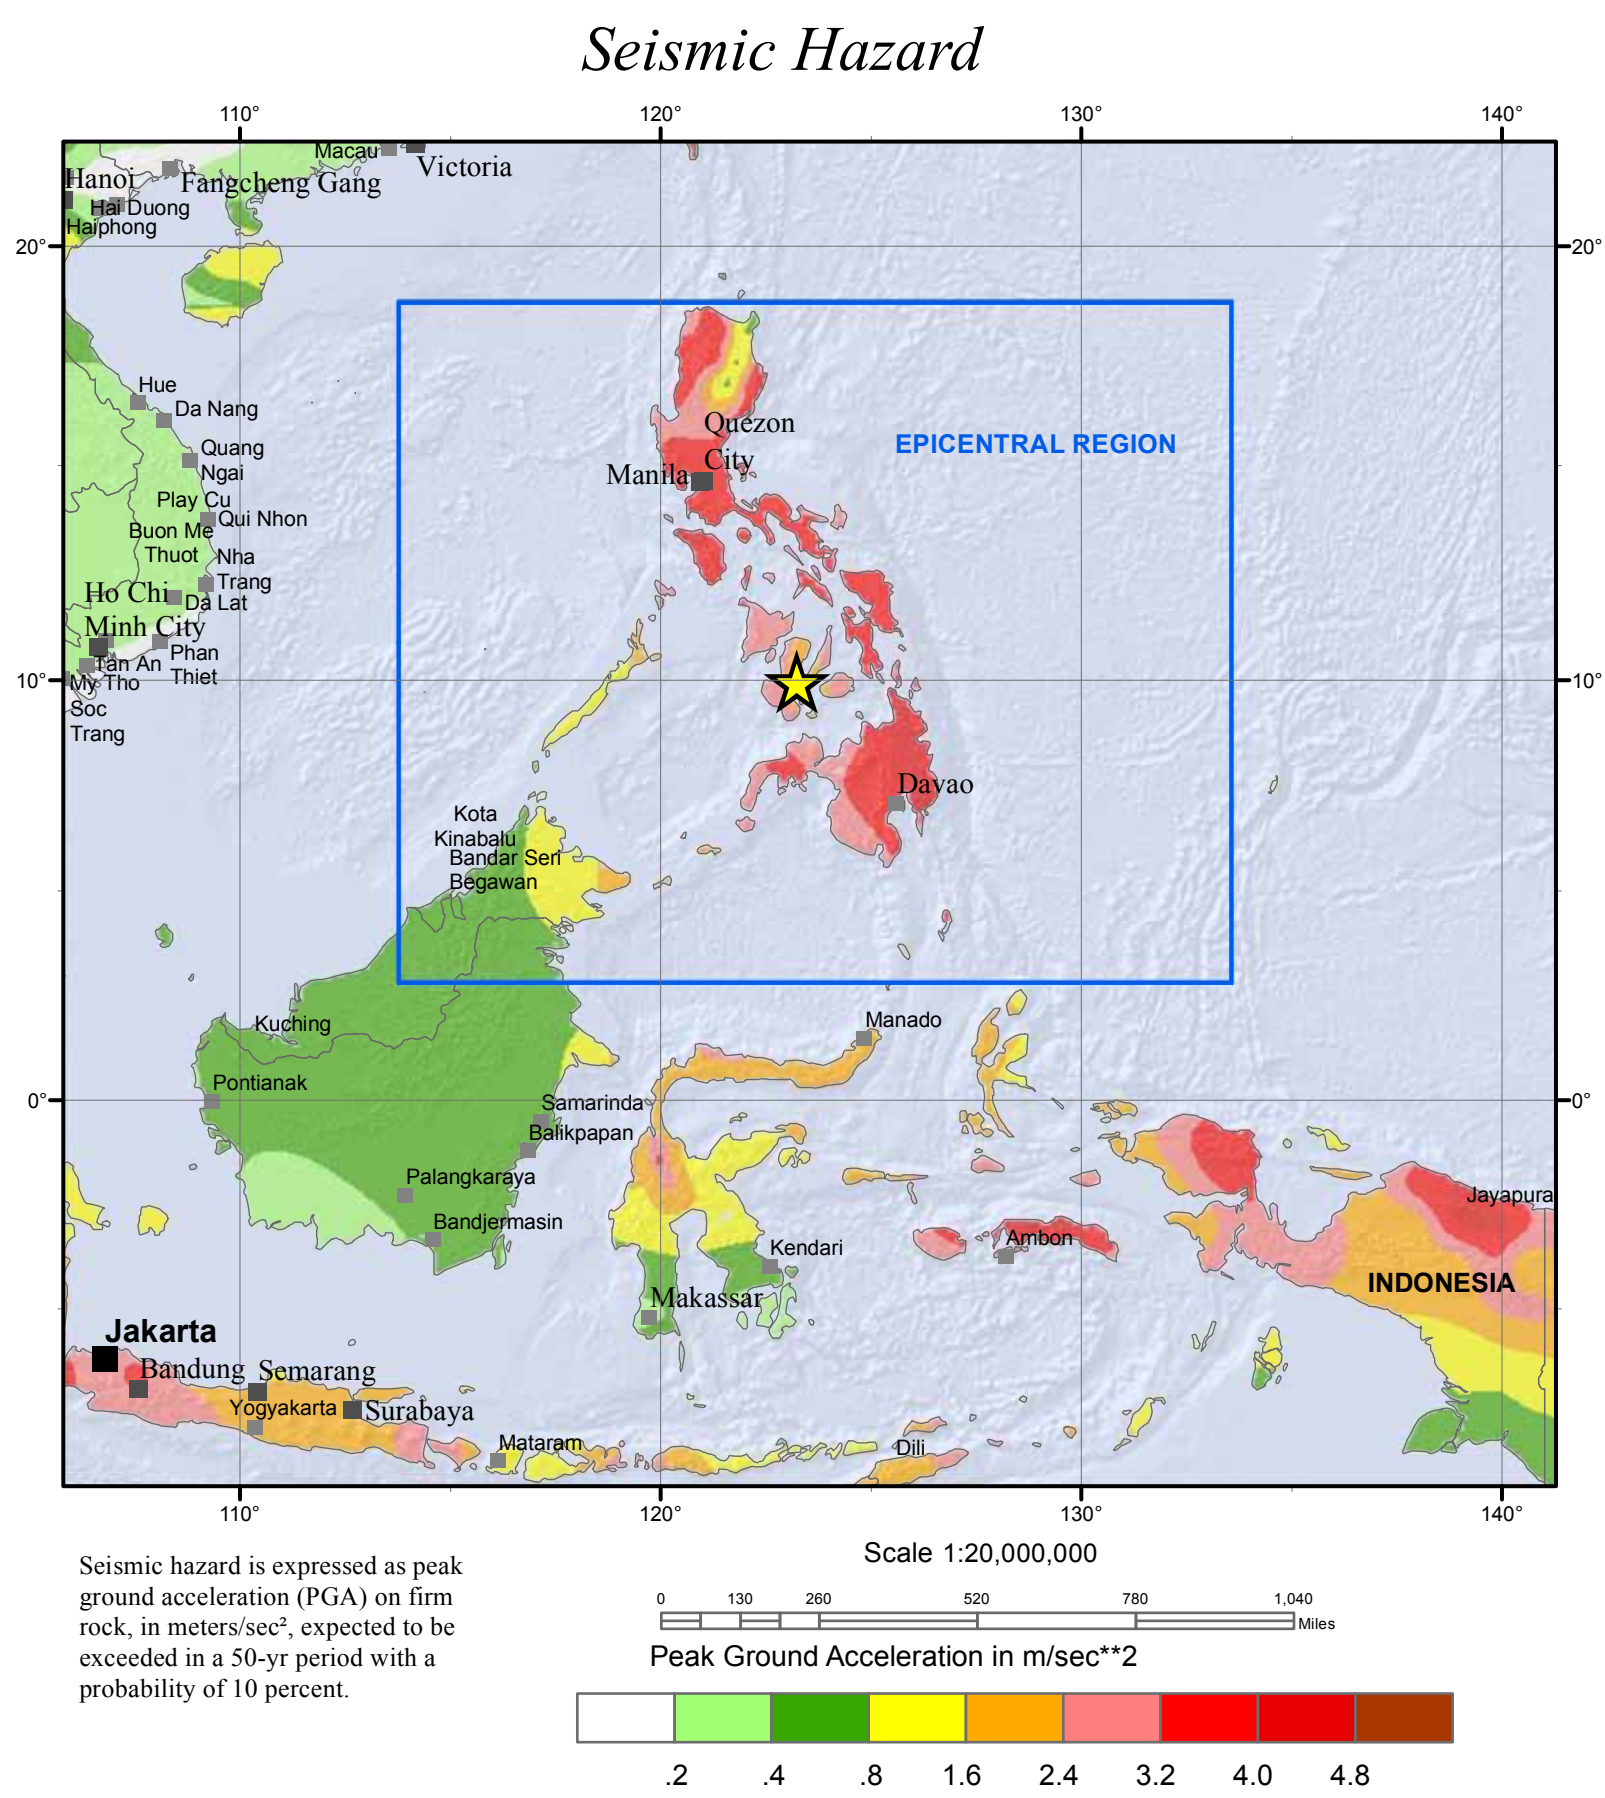 Seismic Hazard
110°
120°
130°
140°
Macau
Victoria
Hanoi
Fangcheng Gang
Hai Duong
Haiphong
20°
20°
Hue
Da Nang
Quang
Ngai
Quezon
City
EPICENTRAL REGION
Manila
Play Cu
Qui Nhon
Buon Me
Thuot
Nha
Trang
Ho Chi
Minh City
Da Lat
Phan
Thiet
Tan An
My Tho
10°
10°
Soc
Trang
Davao
Kota
Kinabalu
Bandar Seri
Begawan
Kuching
Manado
Pontianak
0°
0°
Samarinda
Balikpapan
Palangkaraya
Jayapura
Bandjermasin
Ambon
Kendari
INDONESIA
Makassar
Jakarta
Bandung
Semarang
Yogyakarta
Surabaya
Mataram
Dili
110°
120°
130°
140°
Seismic hazard is expressed as peak
ground acceleration (PGA) on firm
rock, in meters/sec², expected to be
exceeded in a 50-yr period with a
probability of 10 percent.
Scale 1:20,000,000
0 130 260 520 780 1,040
Miles
Peak Ground Acceleration in m/sec**2
.2 .4 .8 1.6 2.4 3.2 4.0 4.8